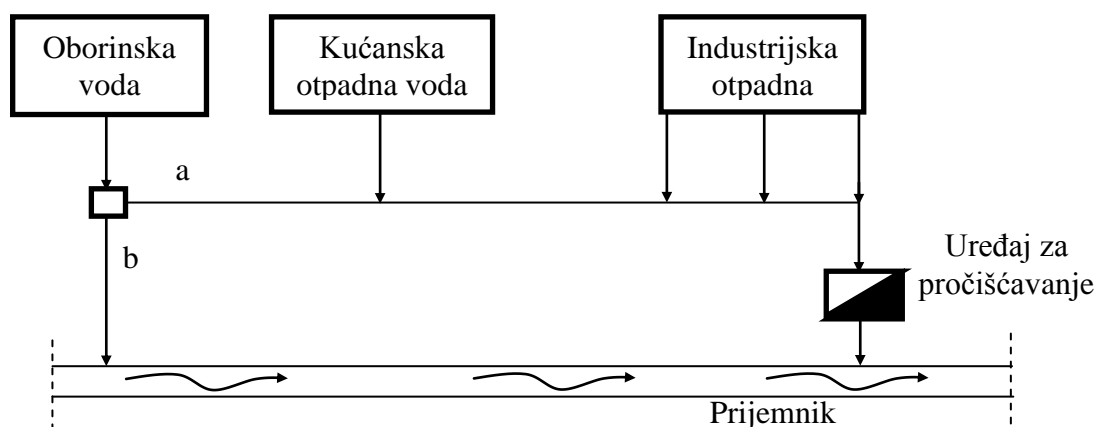 Oborinska
voda
Kućanska
otpadna voda
Industrijska
otpadna
a
b
Uređaj za
pročišćavanje
Prijemnik